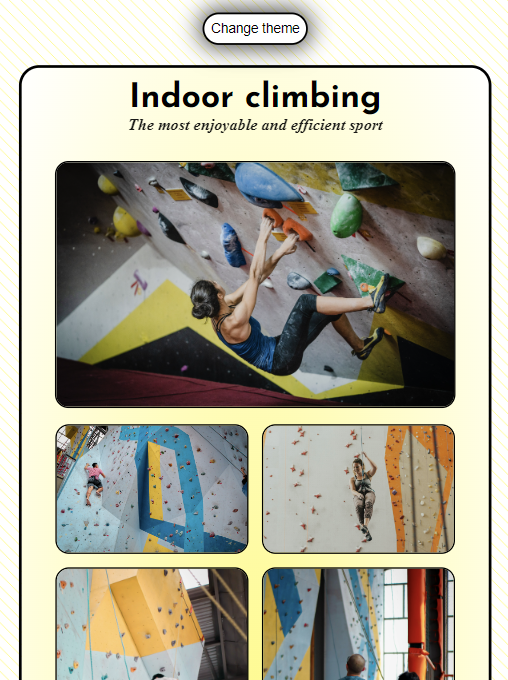 Change theme
Indoor climbing
The most enjoyable and efficient sport